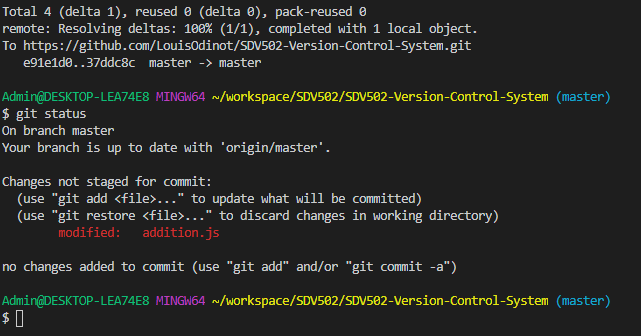 Total 4 (delta 1), reused 0 (delta 0), pack-reused 0
remote: Resolving deltas: 100% (1/1), completed with 1 local object.
To https://github.com/LouisOdinot/SDV502-Version-Control-System.git
   e91e1d0..37ddc8c  master -> master

Admin@DESKTOP-LEA74E8 MINGW64 ~/workspace/SDV502/SDV502-Version-Control-System (master)
$ git status
On branch master
Your branch is up to date with 'origin/master'.

Changes not staged for commit:
  (use "git add <file>..." to update what will be committed)
  (use "git restore <file>..." to discard changes in working directory)
        modified:   addition.js

no changes added to commit (use "git add" and/or "git commit -a")

Admin@DESKTOP-LEA74E8 MINGW64 ~/workspace/SDV502/SDV502-Version-Control-System (master)
$